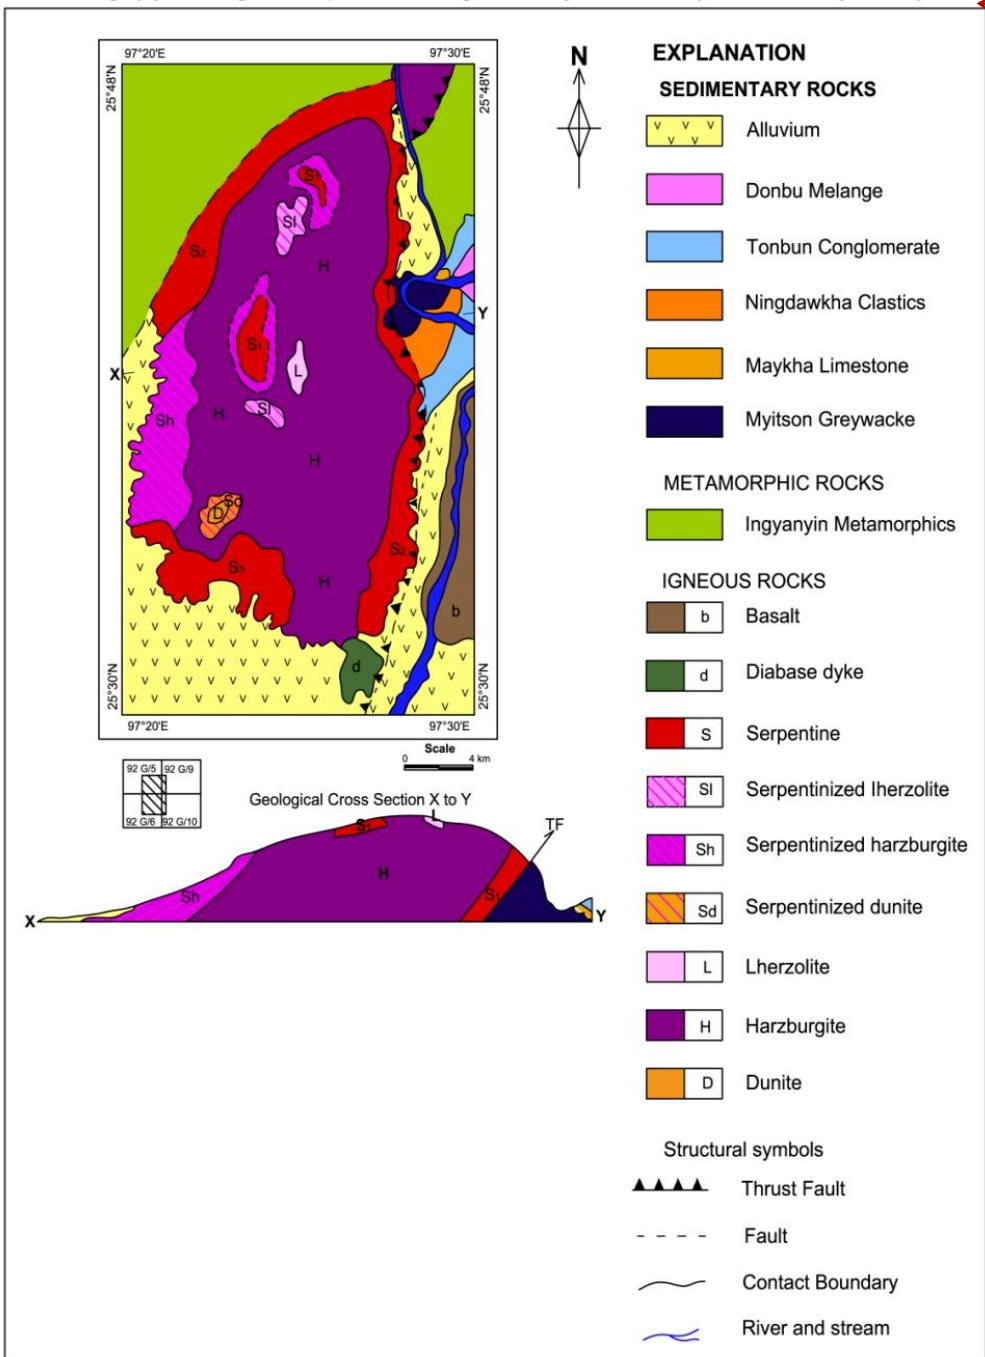 97°20'E 97°30'E
25°48'N 25°48'N
N
S₁
Sl
S₂
H
Y
S₁
L
X
Sl
Sh
H
H
D
S₂
S₃
H
b
d
25°30'N 25°30'N
97°20'E 97°30'E
Scale
0 4 km
92 G/5 92 G/9
92 G/6 92 G/10
Geological Cross Section X to Y
S₁
L
TF
H
Sh
S₁
X
Y
EXPLANATION
SEDIMENTARY ROCKS
Alluvium
Donbu Melange
Tonbun Conglomerate
Ningdawkha Clastics
Maykha Limestone
Myitson Greywacke
METAMORPHIC ROCKS
Ingyanyin Metamorphics
IGNEOUS ROCKS
b Basalt
d Diabase dyke
S Serpentine
Sl Serpentinized lherzolite
Sh Serpentinized harzburgite
Sd Serpentinized dunite
L Lherzolite
H Harzburgite
D Dunite
Structural symbols
Thrust Fault
Fault
Contact Boundary
River and stream